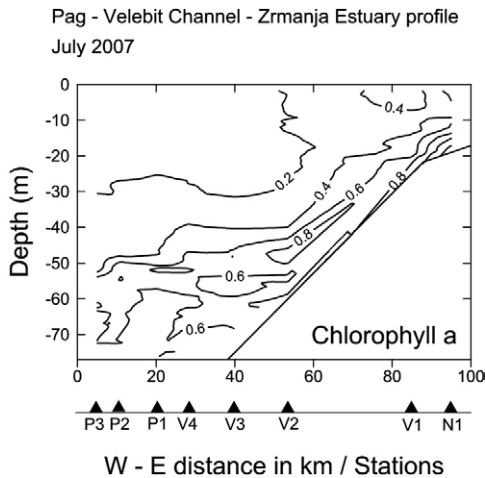 Pag - Velebit Channel - Zrmanja Estuary profile
July 2007
0
-10
-20
-30
-40
-50
-60
-70
Depth (m)
0.4
0.2
0.4
0.6
0.8
0.8
0.6
0.6
Chlorophyll a
0 20 40 60 80 100
P3 P2 P1 V4 V3 V2 V1 N1
W - E distance in km / Stations